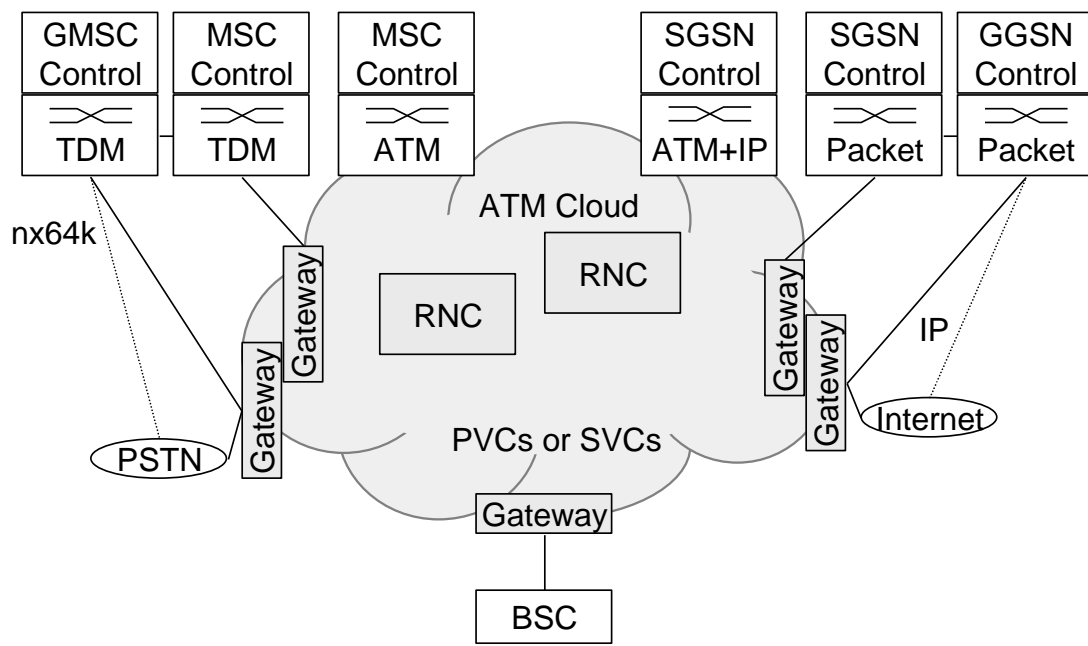 GMSC
Control
TDM
MSC
Control
TDM
MSC
Control
ATM
SGSN
Control
ATM+IP
SGSN
Control
Packet
GGSN
Control
Packet
ATM Cloud
nx64k
RNC
RNC
Gateway
Gateway
Gateway
Gateway
IP
PSTN
Internet
PVCs or SVCs
Gateway
BSC